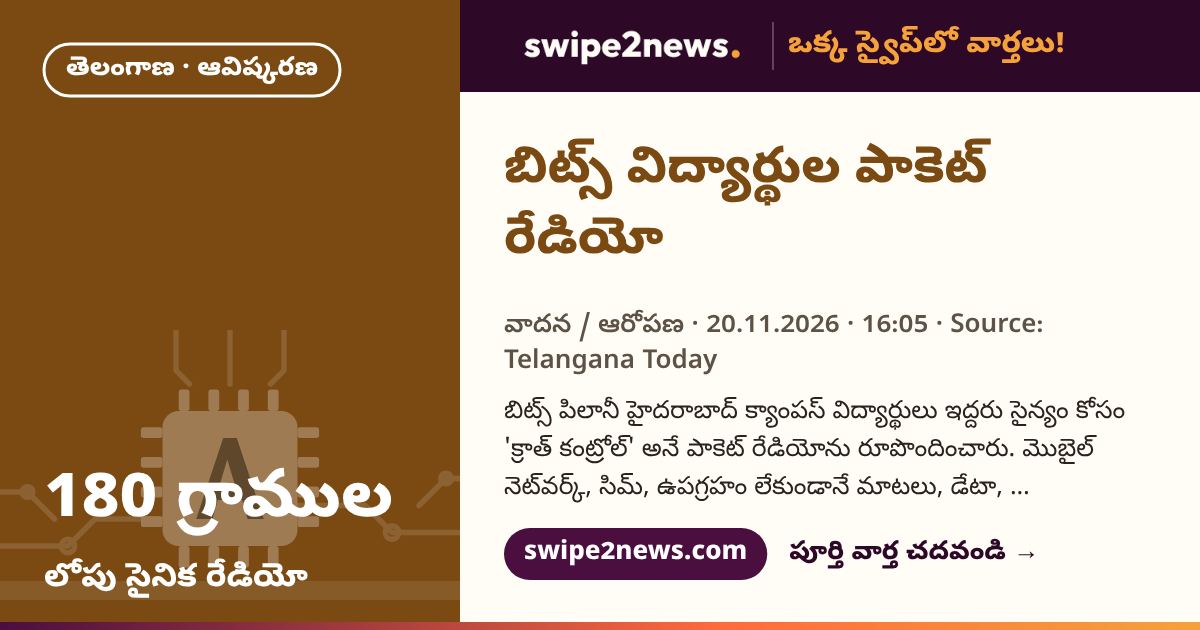 తెలంగాణ · ఆవిష్కరణ
swipe2news.
ఒక్క స్వైప్‌లో వార్తలు!
బిట్స్ విద్యార్థుల పాకెట్
రేడియో
వాదన / ఆరోపణ · 20.11.2026 · 16:05 · Source:
Telangana Today
బిట్స్ పిలానీ హైదరాబాద్ క్యాంపస్ విద్యార్థులు ఇద్దరు సైన్యం కోసం
'క్రాత్ కంట్రోల్' అనే పాకెట్ రేడియోను రూపొందించారు. మొబైల్
నెట్‌వర్క్, సిమ్, ఉపగ్రహం లేకుండానే మాటలు, డేటా, ...
A
180 గ్రాముల
లోపు సైనిక రేడియో
swipe2news.com
పూర్తి వార్త చదవండి →